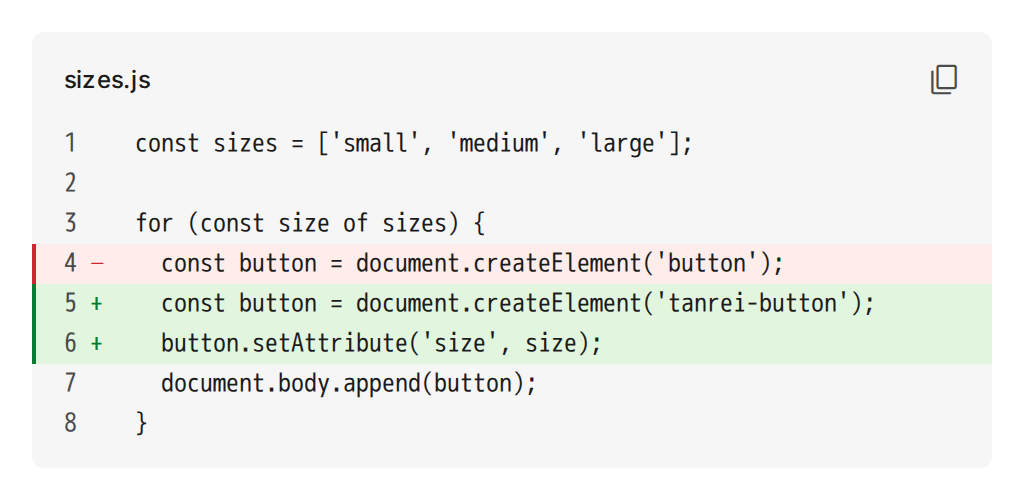 sizes.js
1 const sizes = ['small', 'medium', 'large'];
2
3 for (const size of sizes) {
4 −   const button = document.createElement('button');
5 +   const button = document.createElement('tanrei-button');
6 +   button.setAttribute('size', size);
7   document.body.append(button);
8 }